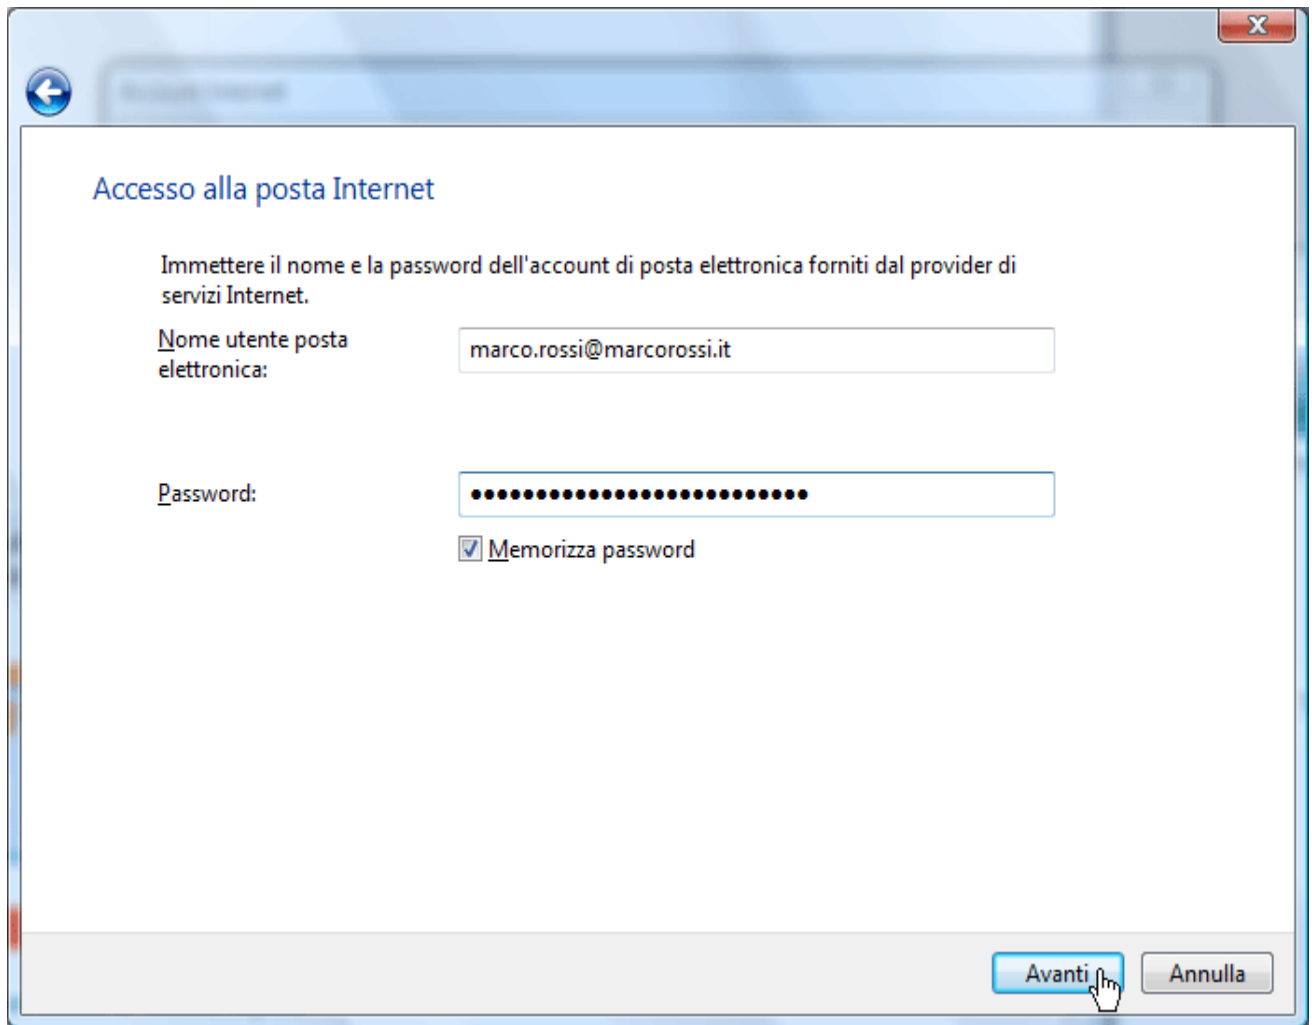 Accesso alla posta Internet
Immettere il nome e la password dell'account di posta elettronica forniti dal provider di
servizi Internet.
Nome utente posta
elettronica:
marco.rossi@marcorossi.it
Password:
••••••••••••••••••••••••••
Memorizza password
Avanti
Annulla